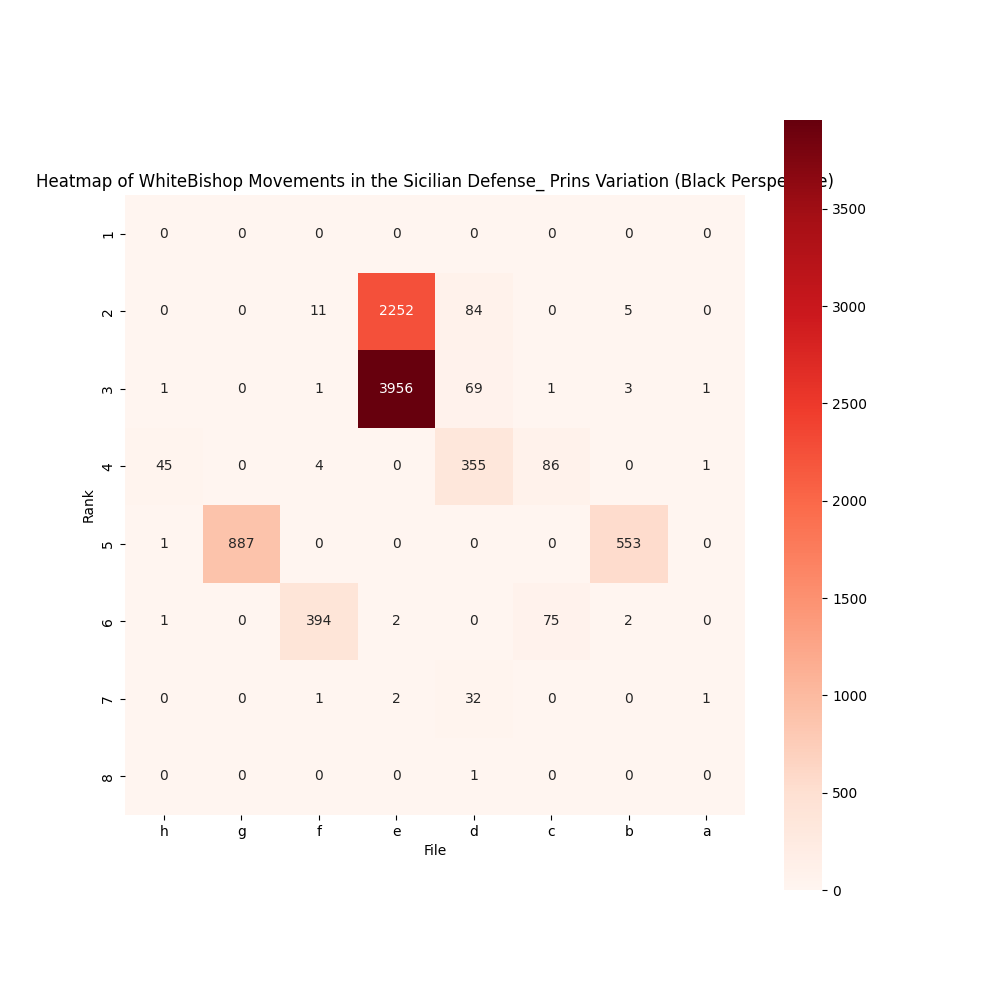 Heatmap of WhiteBishop Movements in the Sicilian Defense_ Prins Variation (Black Perspe e)
1 0 0 0 0 0 0 0 0
2 0 0 11 2252 84 0 5 0
3 1 0 1 3956 69 1 3 1
4 45 0 4 0 355 86 0 1
Rank
5 1 887 0 0 0 0 553 0
6 1 0 394 2 0 75 2 0
7 0 0 1 2 32 0 0 1
8 0 0 0 0 1 0 0 0
h g f e d c b a
File
3500
3000
2500
2000
1500
1000
500
0